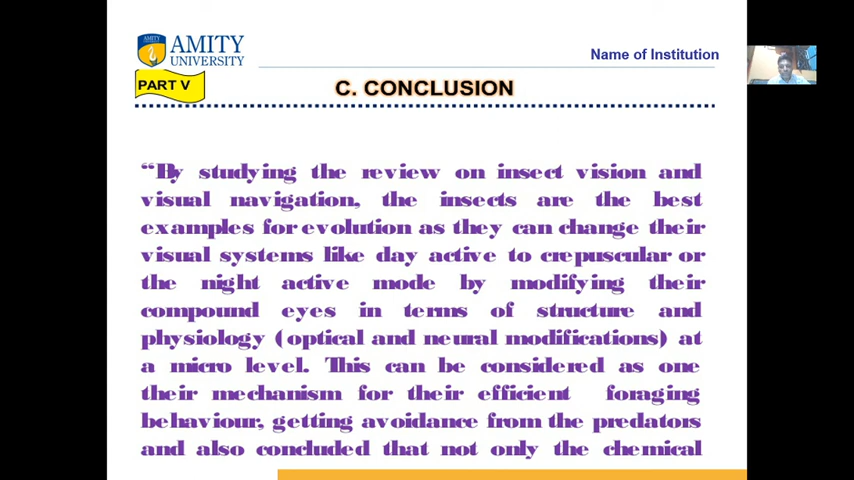 AMITY
UNIVERSITY
Name of Institution
PART V
C. CONCLUSION
“By studying the review on insect vision and
visual navigation, the insects are the best
examples for evolution as they can change their
visual systems like day active to crepuscular or
the night active mode by modifying their
compound eyes in terms of structure and
physiology (optical and neural modifications) at
a micro level. This can be considered as one
their mechanism for their efficient foraging
behaviour, getting avoidance from the predators
and also concluded that not only the chemical